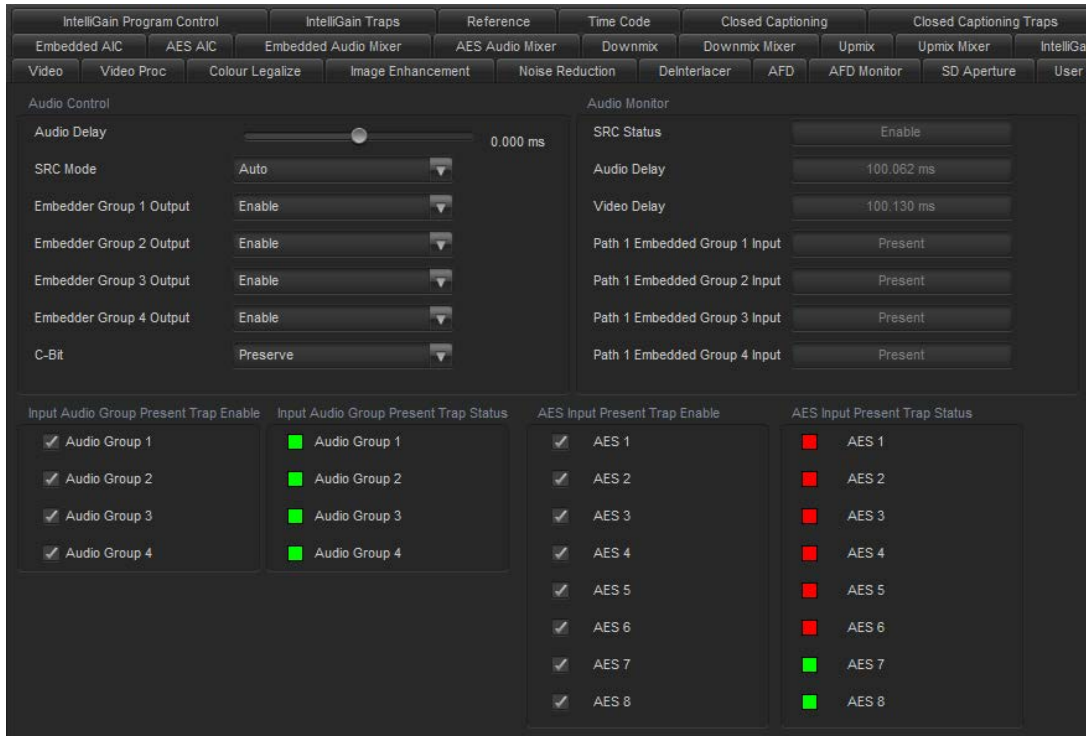 IntelliGain Program Control IntelliGain Traps Reference Time Code Closed Captioning Closed Captioning Traps
Embedded AIC AES AIC Embedded Audio Mixer AES Audio Mixer Downmix Downmix Mixer Upmix Upmix Mixer IntelliGa
Video Video Proc Colour Legalize Image Enhancement Noise Reduction DeInterlacer AFD AFD Monitor SD Aperture User
Audio Control
Audio Delay 0.000 ms
SRC Mode Auto
Embedder Group 1 Output Enable
Embedder Group 2 Output Enable
Embedder Group 3 Output Enable
Embedder Group 4 Output Enable
C-Bit Preserve
Audio Monitor
SRC Status Enable
Audio Delay 100.062 ms
Video Delay 100.130 ms
Path 1 Embedded Group 1 Input Present
Path 1 Embedded Group 2 Input Present
Path 1 Embedded Group 3 Input Present
Path 1 Embedded Group 4 Input Present
Input Audio Group Present Trap Enable
Audio Group 1
Audio Group 2
Audio Group 3
Audio Group 4
Input Audio Group Present Trap Status
Audio Group 1
Audio Group 2
Audio Group 3
Audio Group 4
AES Input Present Trap Enable
AES 1
AES 2
AES 3
AES 4
AES 5
AES 6
AES 7
AES 8
AES Input Present Trap Status
AES 1
AES 2
AES 3
AES 4
AES 5
AES 6
AES 7
AES 8